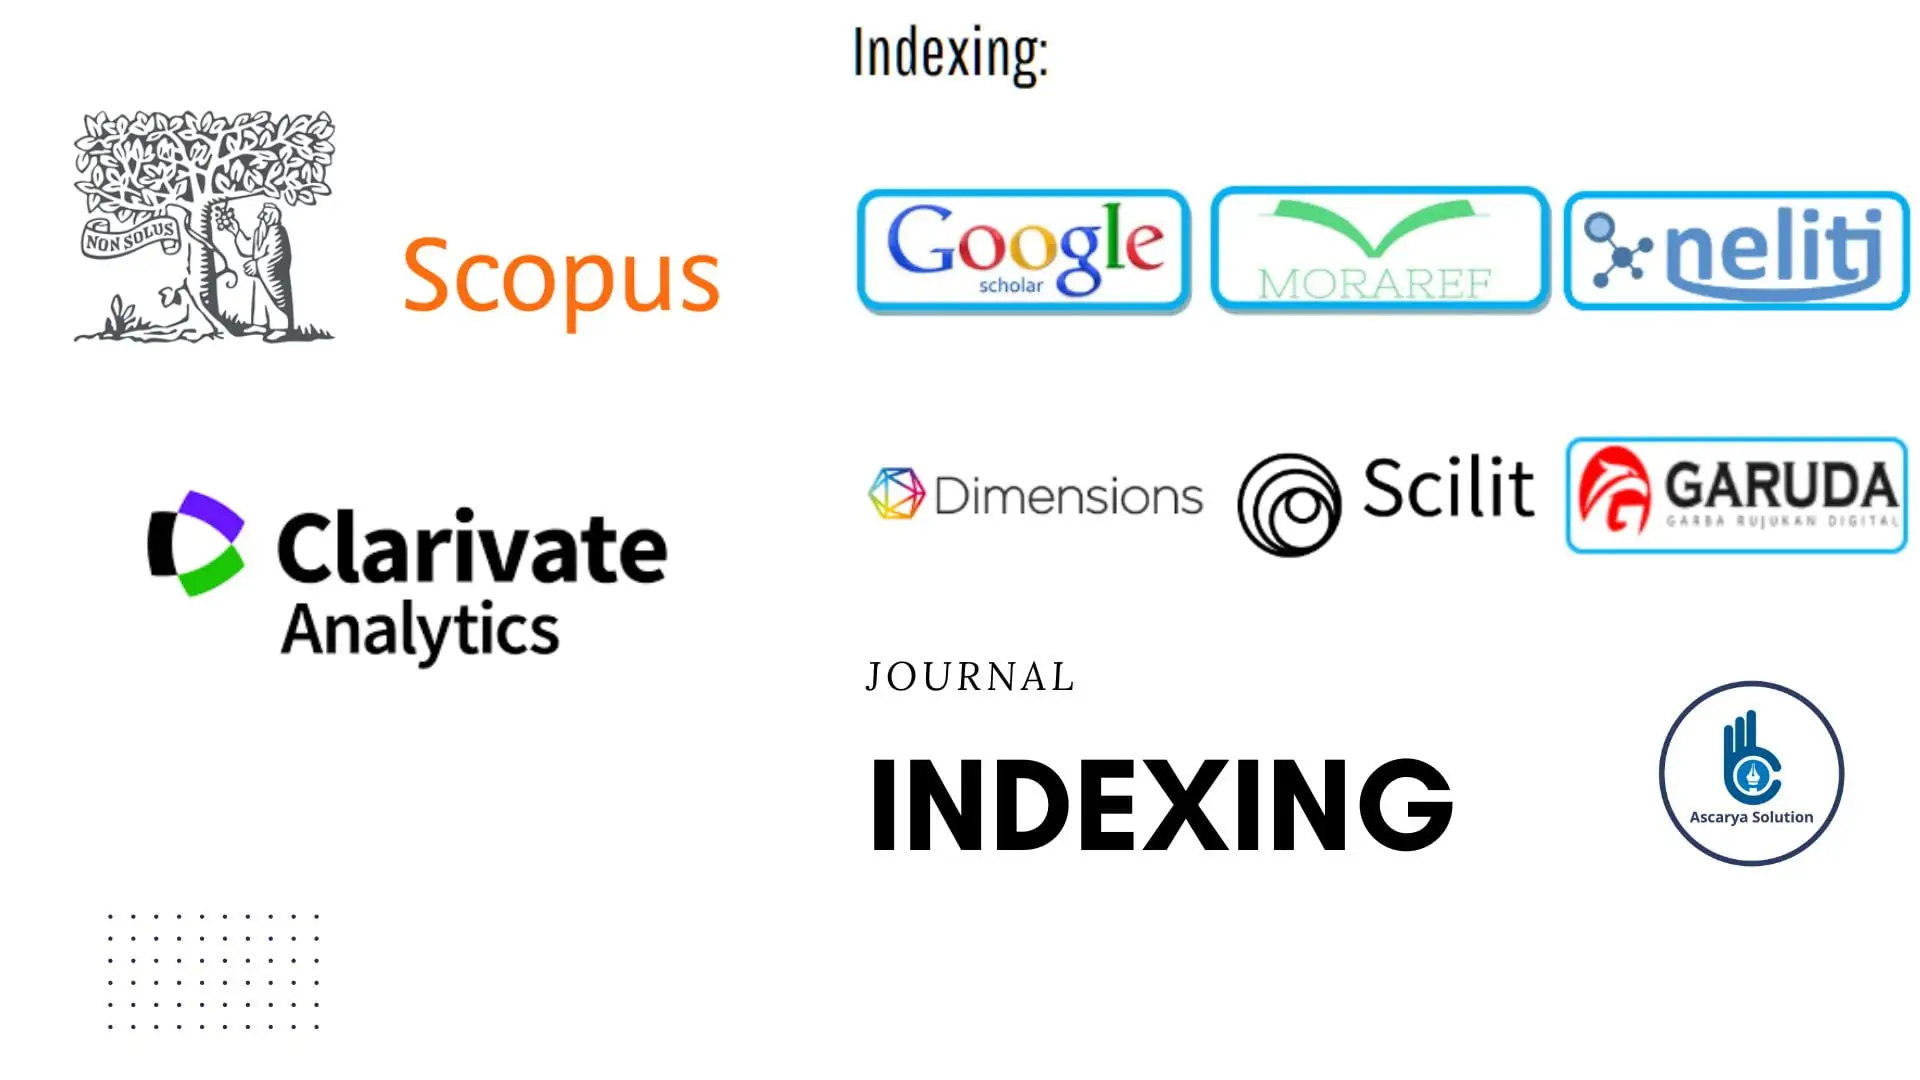 Indexing:
NON SOLUS
Scopus
Google
scholar
MORAREF
neliti
Clarivate
Analytics
Dimensions
Scilit
GARUDA
GARBA RUJUKAN DIGITAL
JOURNAL
INDEXING
Ascarya Solution